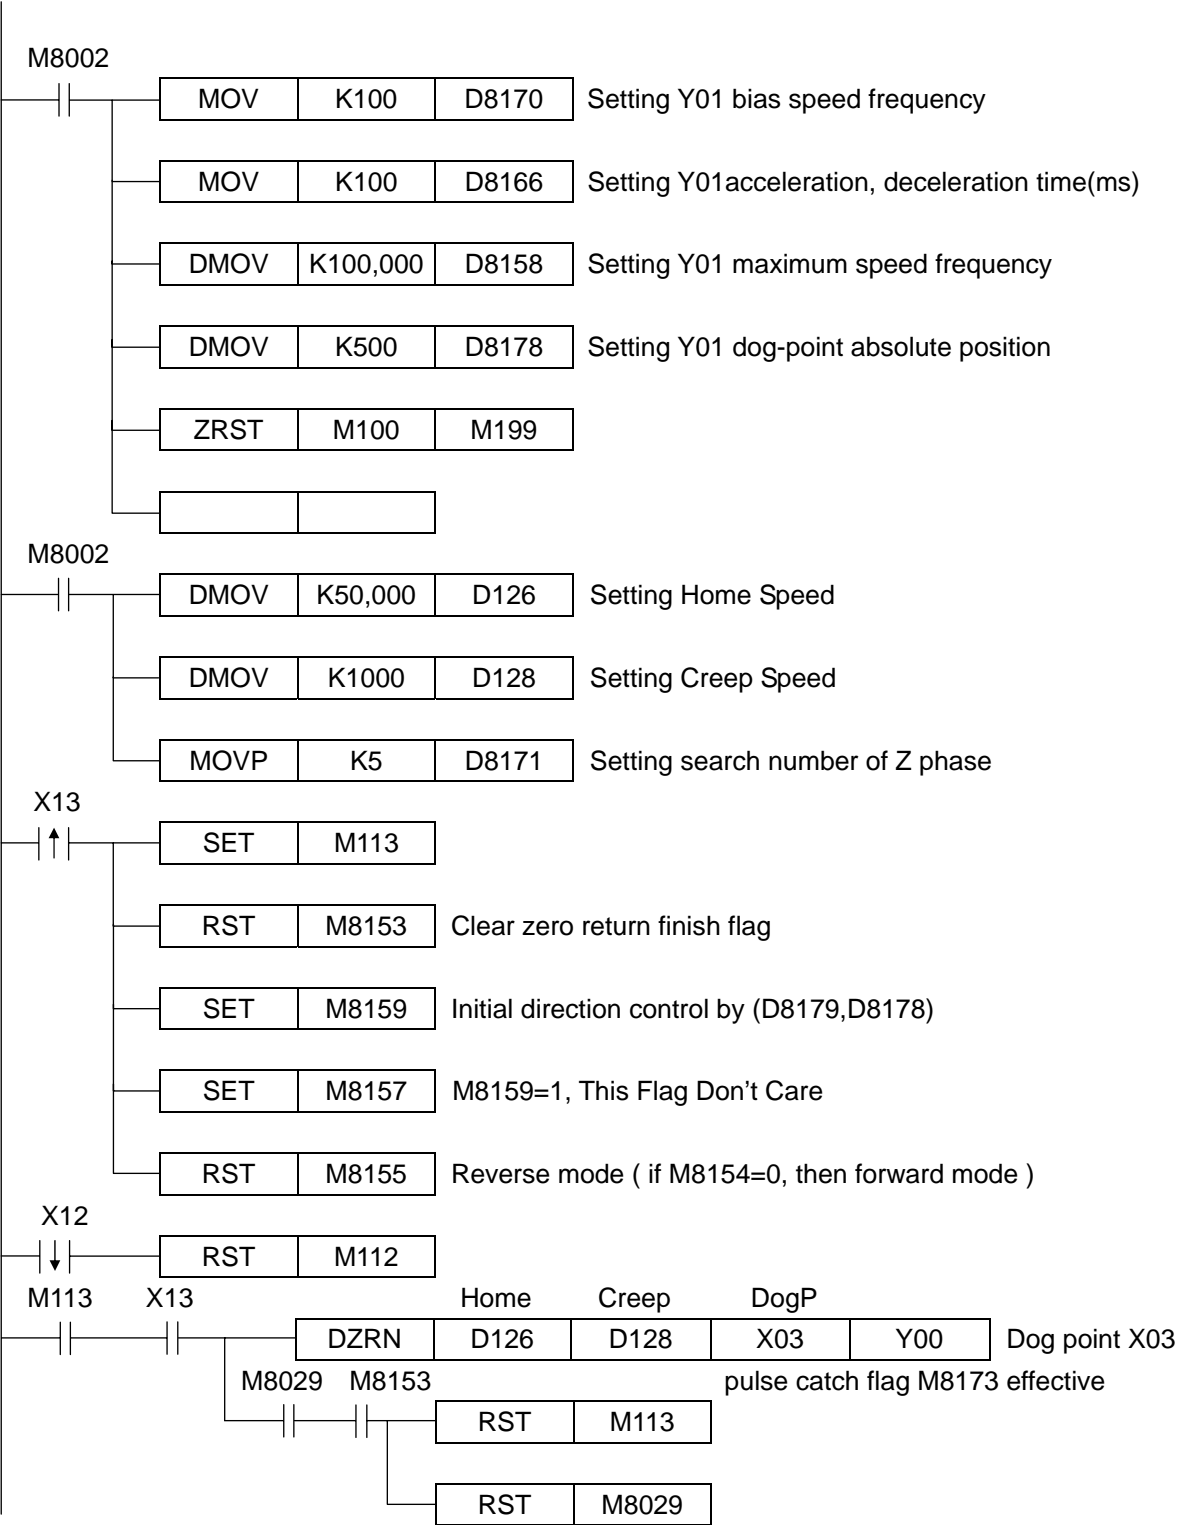 M8002
MOV K100 D8170 Setting Y01 bias speed frequency
MOV K100 D8166 Setting Y01acceleration, deceleration time(ms)
DMOV K100,000 D8158 Setting Y01 maximum speed frequency
DMOV K500 D8178 Setting Y01 dog-point absolute position
ZRST M100 M199
M8002
DMOV K50,000 D126 Setting Home Speed
DMOV K1000 D128 Setting Creep Speed
MOVP K5 D8171 Setting search number of Z phase
X13
SET M113
RST M8153 Clear zero return finish flag
SET M8159 Initial direction control by (D8179,D8178)
SET M8157 M8159=1, This Flag Don't Care
RST M8155 Reverse mode ( if M8154=0, then forward mode )
X12
RST M112
M113 X13 Home Creep DogP
DZRN D126 D128 X03 Y00 Dog point X03
M8029 M8153 pulse catch flag M8173 effective
RST M113
RST M8029